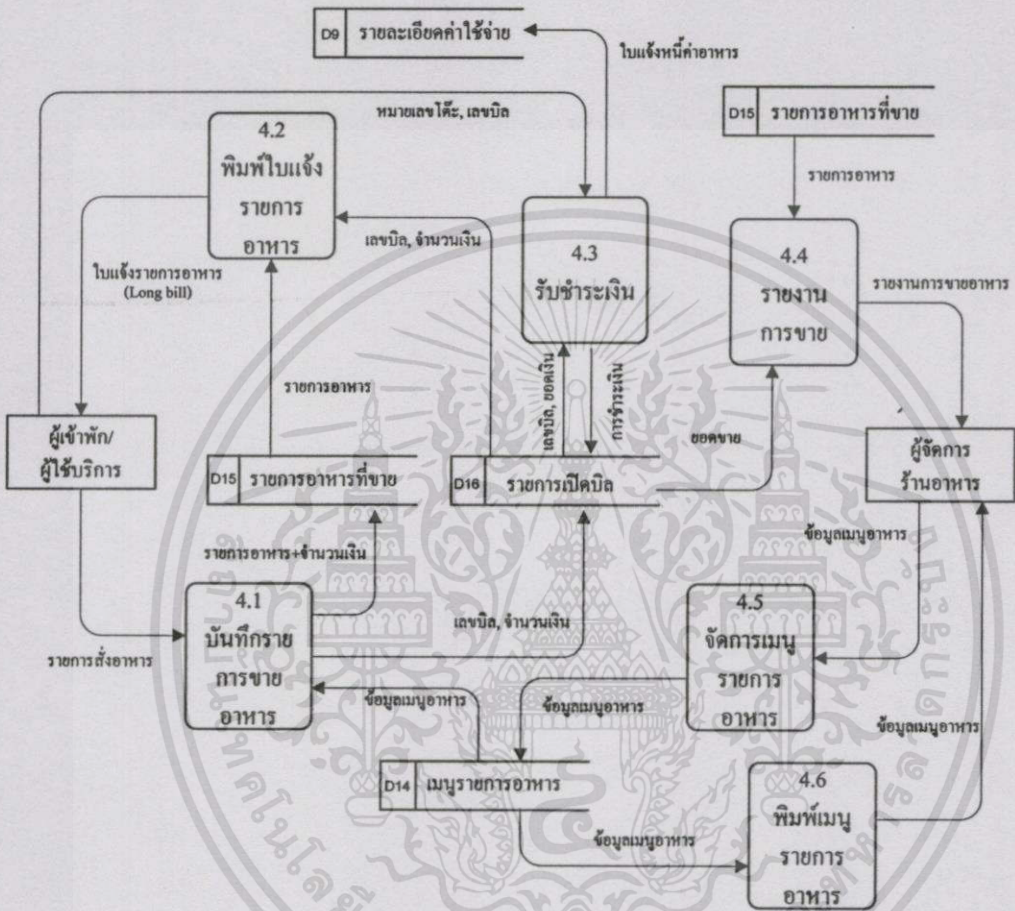 D9 รายละเอียดค่าใช้จ่าย
ใบแจ้งหนี้ค่าอาหาร
หมายเลขโต๊ะ, เลขบิล
D15 รายการอาหารที่ขาย
4.2
พิมพ์ใบแจ้ง
รายการ
อาหาร
รายการอาหาร
เลขบิล, จำนวนเงิน
4.3
รับชำระเงิน
4.4
รายงาน
การขาย
รายงานการขายอาหาร
ใบแจ้งรายการอาหาร
(Long bill)
รายการอาหาร
เลขบิล, ยอดเงิน
การชำระเงิน
ยอดขาย
ผู้เข้าพัก/
ผู้ใช้บริการ
D15 รายการอาหารที่ขาย
D16 รายการเปิดบิล
ผู้จัดการ
ร้านอาหาร
รายการอาหาร+จำนวนเงิน
ข้อมูลเมนูอาหาร
4.1
บันทึกราย
การขาย
อาหาร
รายการสั่งอาหาร
เลขบิล, จำนวนเงิน
4.5
จัดการเมนู
รายการ
อาหาร
ข้อมูลเมนูอาหาร
ข้อมูลเมนูอาหาร
ข้อมูลเมนูอาหาร
D14 เมนูรายการอาหาร
ข้อมูลเมนูอาหาร
4.6
พิมพ์เมนู
รายการ
อาหาร